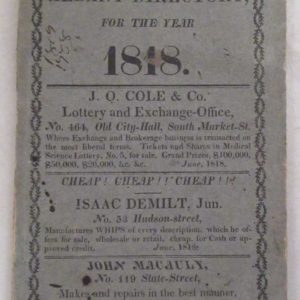 ALBANY DIRECTORY,
FOR THE YEAR
1818.
J. Q. COLE & Co.
Lottery and Exchange-Office,
No. 464, Old City-Hall, South Market-St.
Where Exchange and Brokerage business is transacted on
the most liberal terms. Tickets and Shares in Medical
Science Lottery, No. 5, for sale. Grand Prizes, $100,000,
$50,000, $20,000, &c. &c. June, 1818.
CHEAP! CHEAP!! CHEAP!!!
ISAAC DEMILT, Jun.
No. 53 Hudson-street,
Manufactures WHIPS of every description, which he of-
fers for sale, wholesale or retail, cheap for Cash or ap-
proved credit. June, 1818.
JOHN MACAULY,
No. 119 State-Street,
Makes and repairs in the best manner,